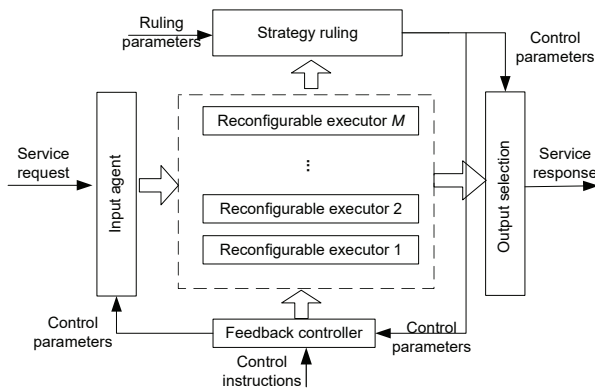 Ruling
parameters
Strategy ruling
Control
parameters
Reconfigurable executor M
Service
request
Input agent
...
Output selection
Service
response
Reconfigurable executor 2
Reconfigurable executor 1
Control
parameters
Feedback controller
Control
parameters
Control
instructions